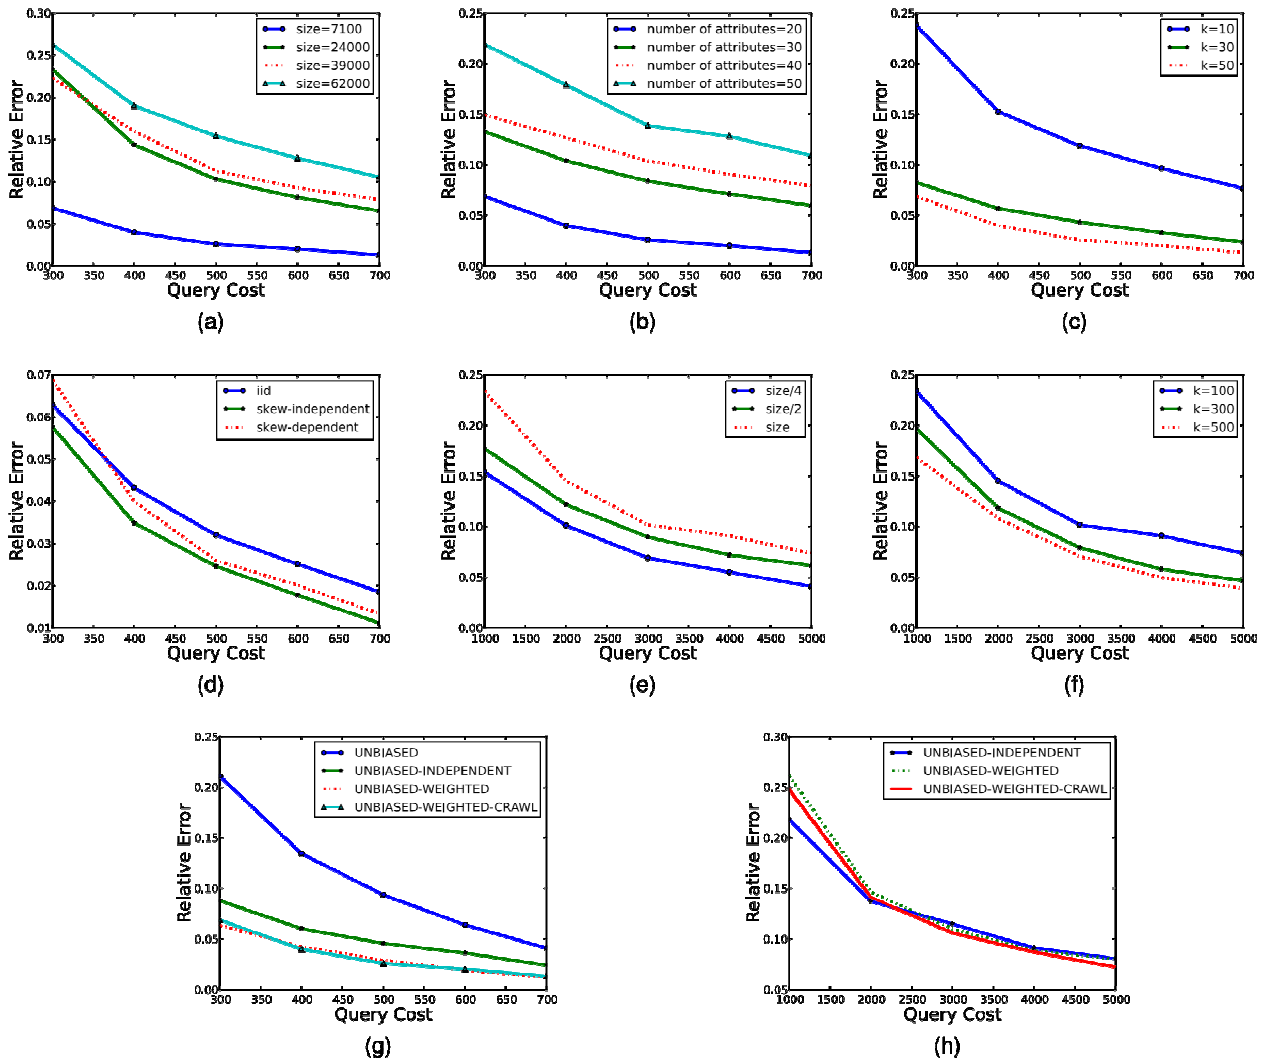 0.30
0.25
0.20
0.15
0.10
0.05
0.00
Relative Error
size=7100
size=24000
size=39000
size=62000
300 350 400 450 500 550 600 650 700
Query Cost
(a)
0.25
0.20
0.15
0.10
0.05
0.00
Relative Error
number of attributes=20
number of attributes=30
number of attributes=40
number of attributes=50
300 350 400 450 500 550 600 650 700
Query Cost
(b)
0.25
0.20
0.15
0.10
0.05
0.00
Relative Error
k=10
k=30
k=50
300 350 400 450 500 550 600 650 700
Query Cost
(c)
0.07
0.06
0.05
0.04
0.03
0.02
0.01
Relative Error
iid
skew-independent
skew-dependent
300 350 400 450 500 550 600 650 700
Query Cost
(d)
0.25
0.20
0.15
0.10
0.05
0.00
Relative Error
size/4
size/2
size
1000 1500 2000 2500 3000 3500 4000 4500 5000
Query Cost
(e)
0.25
0.20
0.15
0.10
0.05
0.00
Relative Error
k=100
k=300
k=500
1000 1500 2000 2500 3000 3500 4000 4500 5000
Query Cost
(f)
0.25
0.20
0.15
0.10
0.05
0.00
Relative Error
UNBIASED
UNBIASED-INDEPENDENT
UNBIASED-WEIGHTED
UNBIASED-WEIGHTED-CRAWL
300 350 400 450 500 550 600 650 700
Query Cost
(g)
0.30
0.25
0.20
0.15
0.10
0.05
Relative Error
UNBIASED-INDEPENDENT
UNBIASED-WEIGHTED
UNBIASED-WEIGHTED-CRAWL
1000 1500 2000 2500 3000 3500 4000 4500 5000
Query Cost
(h)